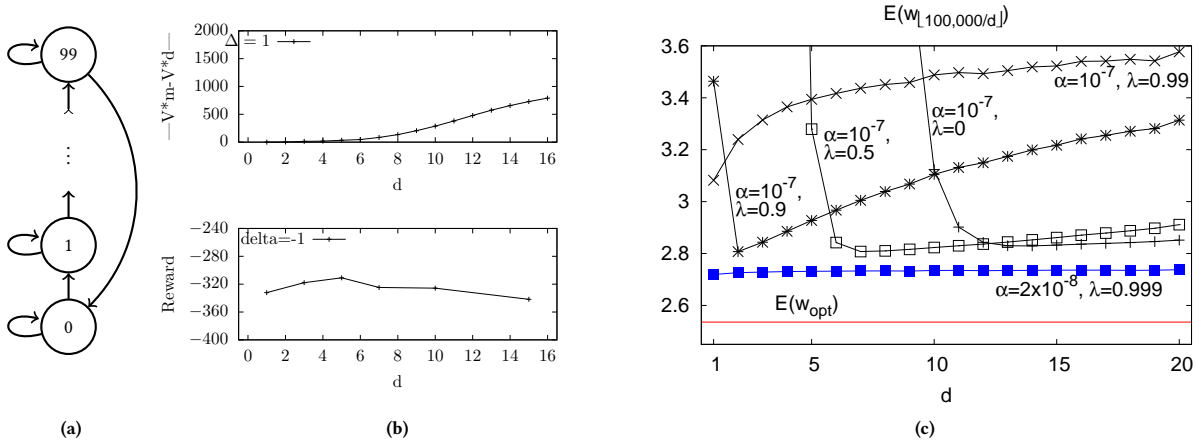 99
⋮
1
0
(a)
2000
1500
1000
500
0
Δ = 1
—V*m-V*d—
0 2 4 6 8 10 12 14 16
d
−240
−280
−320
−360
−400
delta=-1
Reward
0 2 4 6 8 10 12 14 16
d
(b)
E(w⌊100,000/d⌋)
3.6
3.4
3.2
3
2.8
2.6
α=10⁻⁷, λ=0.99
α=10⁻⁷,
λ=0
α=10⁻⁷,
λ=0.5
α=10⁻⁷,
λ=0.9
α=2x10⁻⁸, λ=0.999
E(w_opt)
1 5 10 15 20
d
(c)